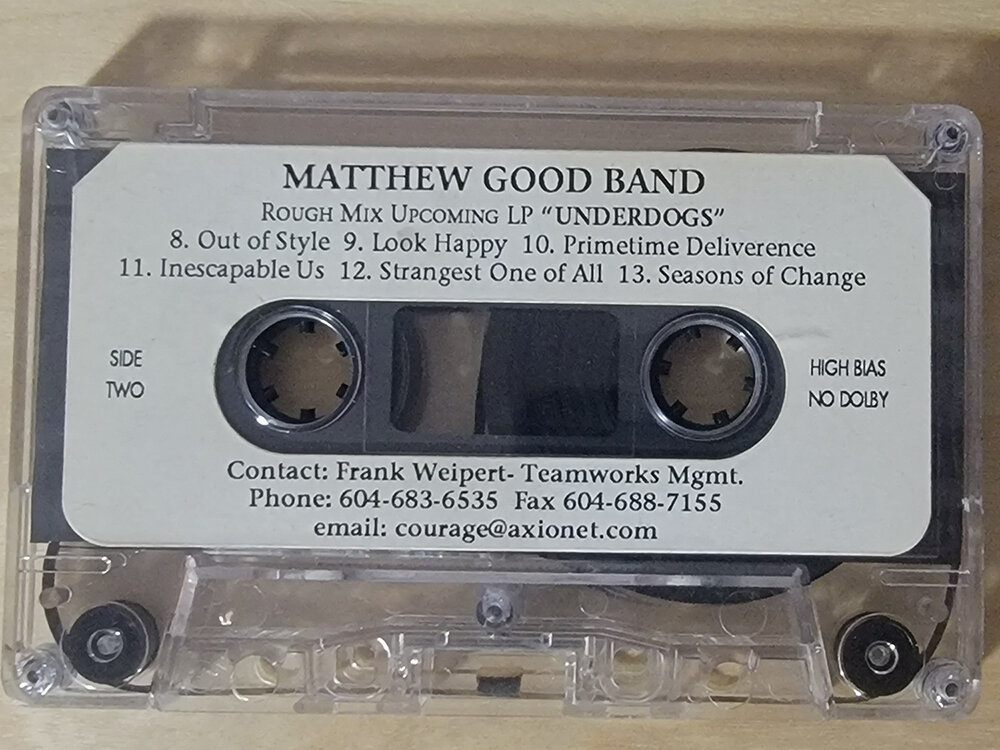 MATTHEW GOOD BAND
ROUGH MIX UPCOMING LP "UNDERDOGS"
8. Out of Style 9. Look Happy 10. Primetime Deliverence
11. Inescapable Us 12. Strangest One of All 13. Seasons of Change
SIDE
TWO
HIGH BIAS
NO DOLBY
Contact: Frank Weipert- Teamworks Mgmt.
Phone: 604-683-6535 Fax 604-688-7155
email: courage@axionet.com